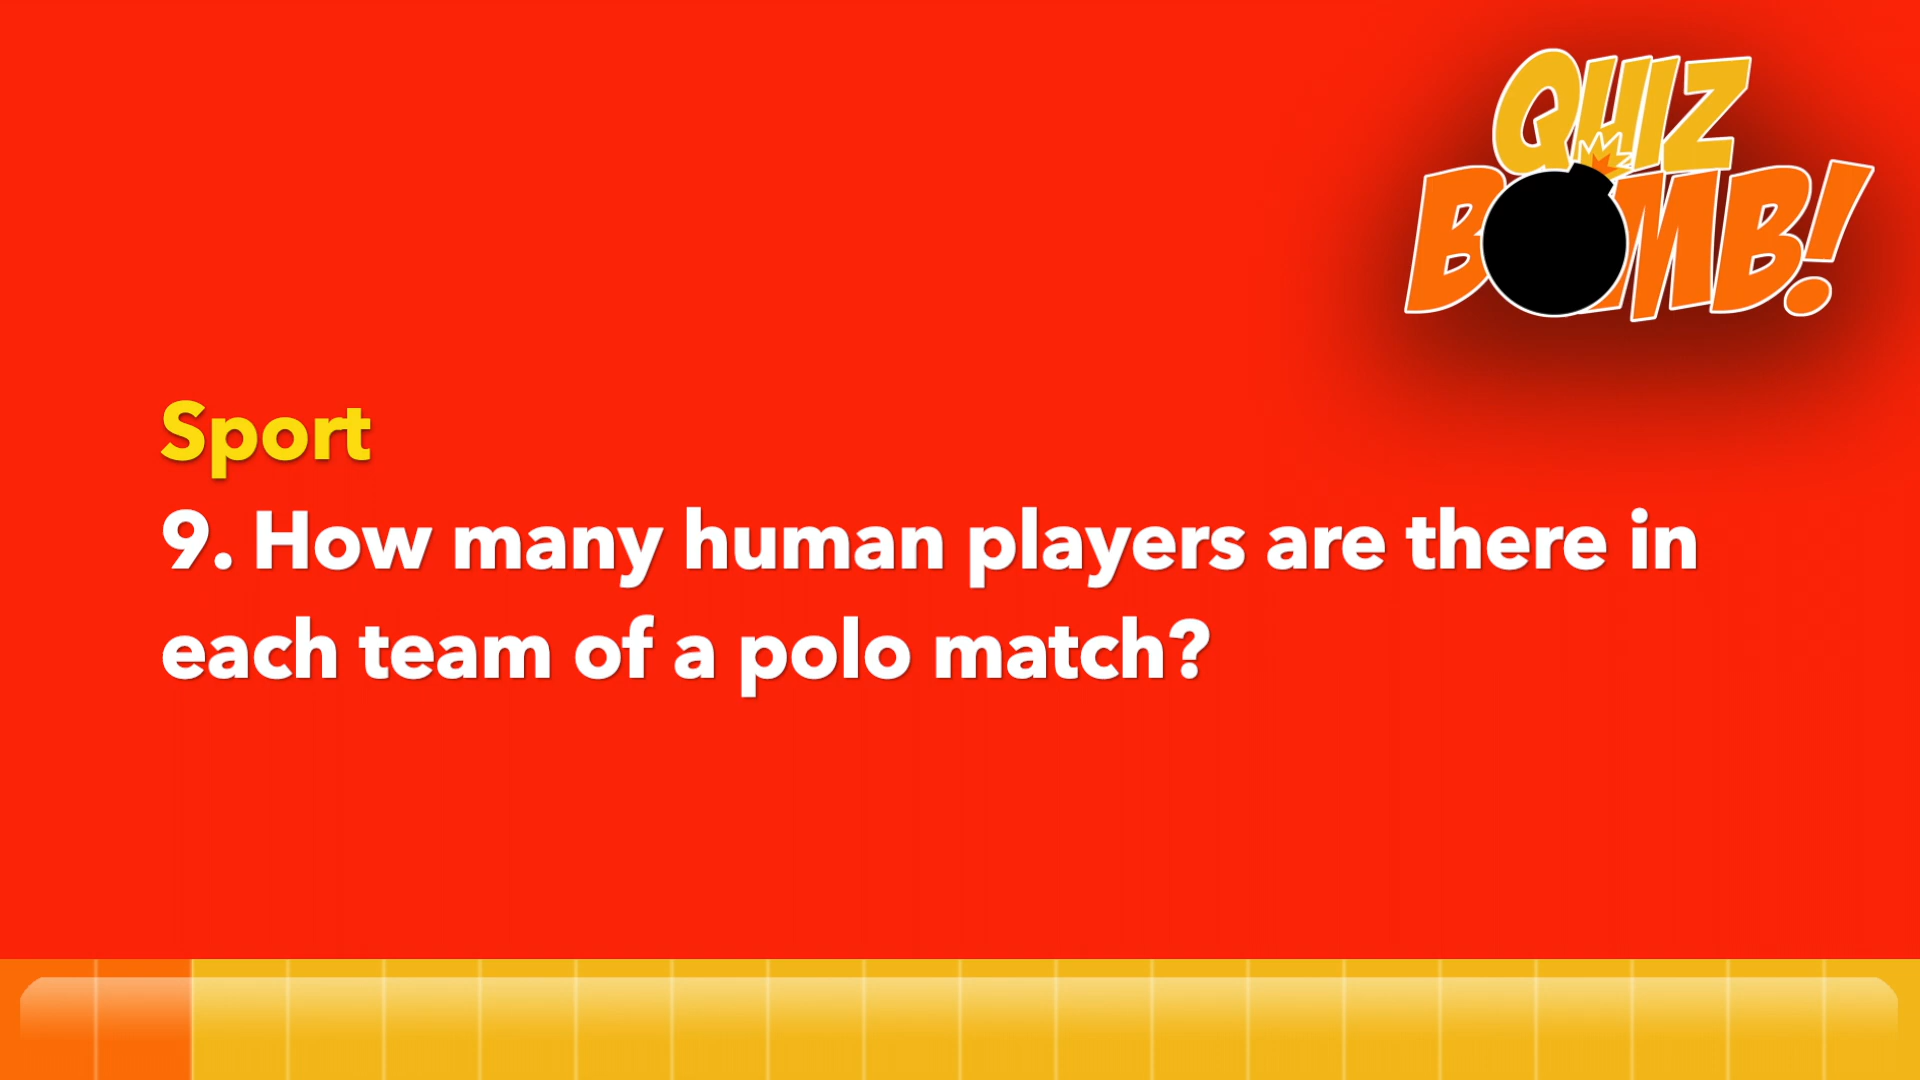 QUIZ
BOMB!
Sport
9. How many human players are there in
each team of a polo match?